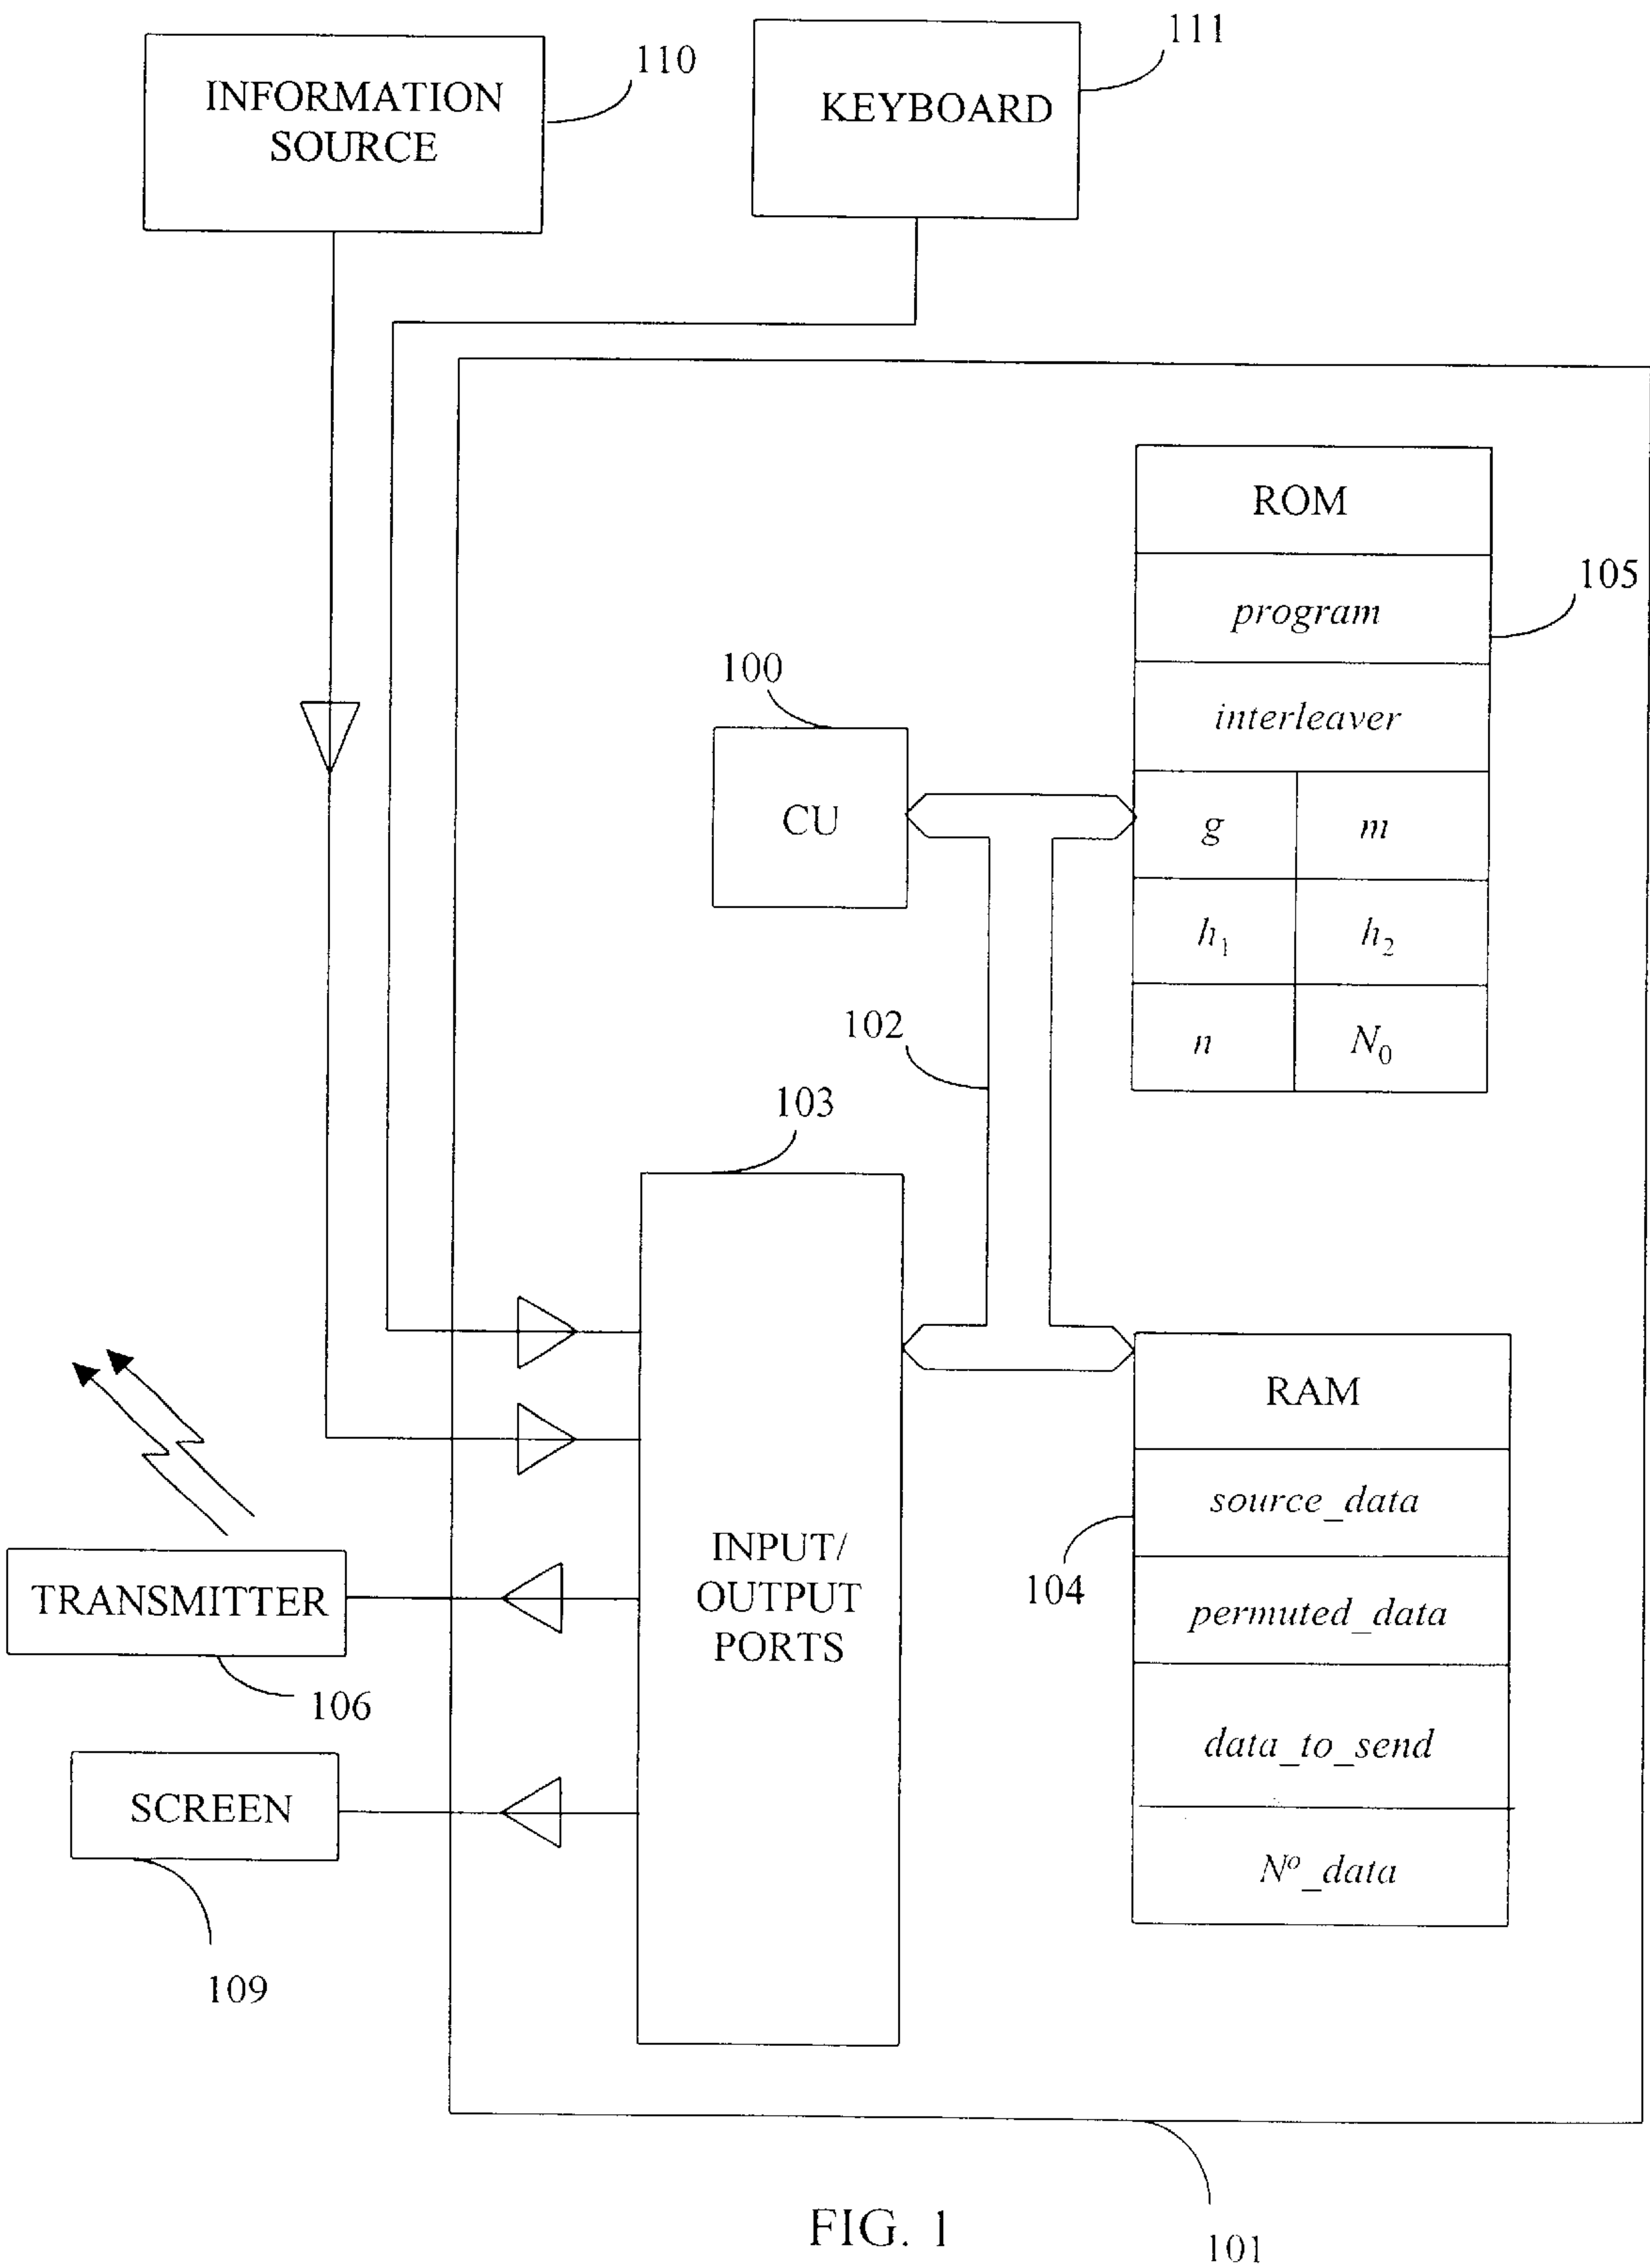 111
110
INFORMATION
SOURCE
KEYBOARD
ROM
105
program
100
interleaver
CU
g m
h₁ h₂
102
n N₀
103
RAM
source_data
INPUT/
OUTPUT
PORTS
104
TRANSMITTER
permuted_data
106
data_to_send
SCREEN
Nº_data
109
FIG. 1
101